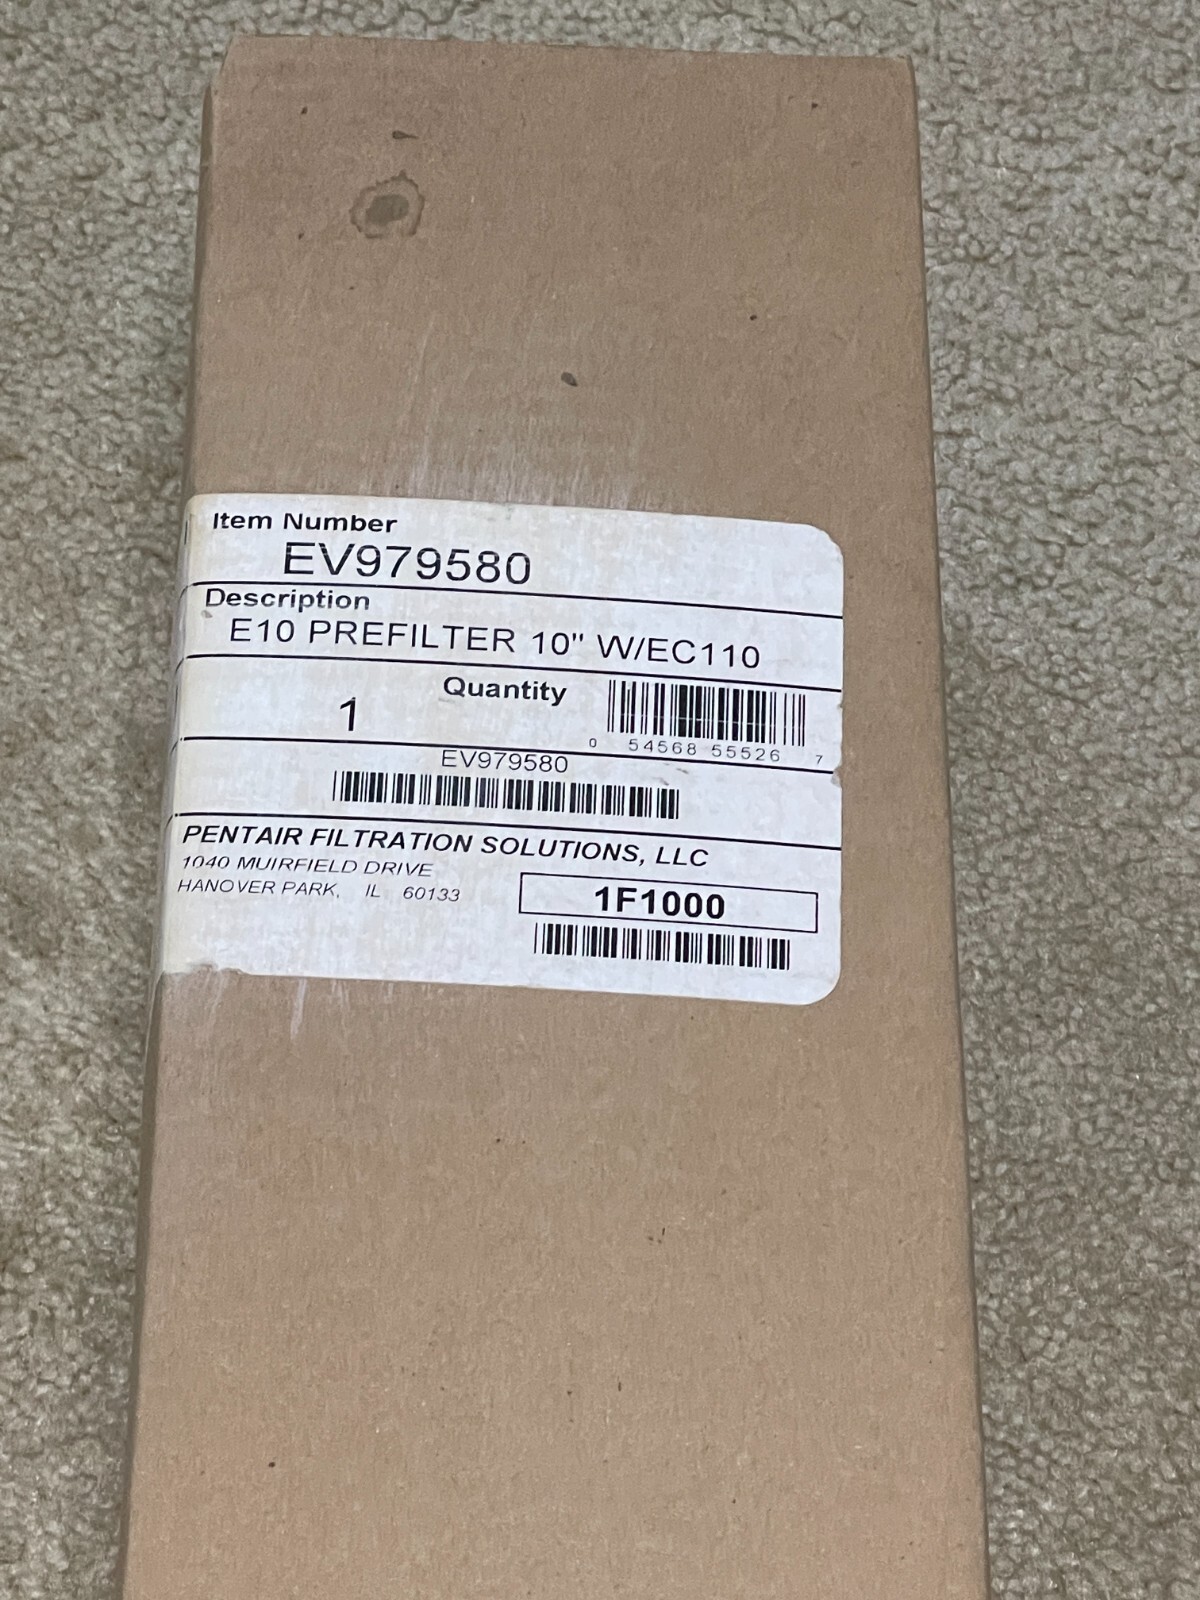 Item Number
EV979580
Description
E10 PREFILTER 10" W/EC110
Quantity
1
0 54568 55526 7
EV979580
PENTAIR FILTRATION SOLUTIONS, LLC
1040 MUIRFIELD DRIVE
HANOVER PARK, IL 60133
1F1000